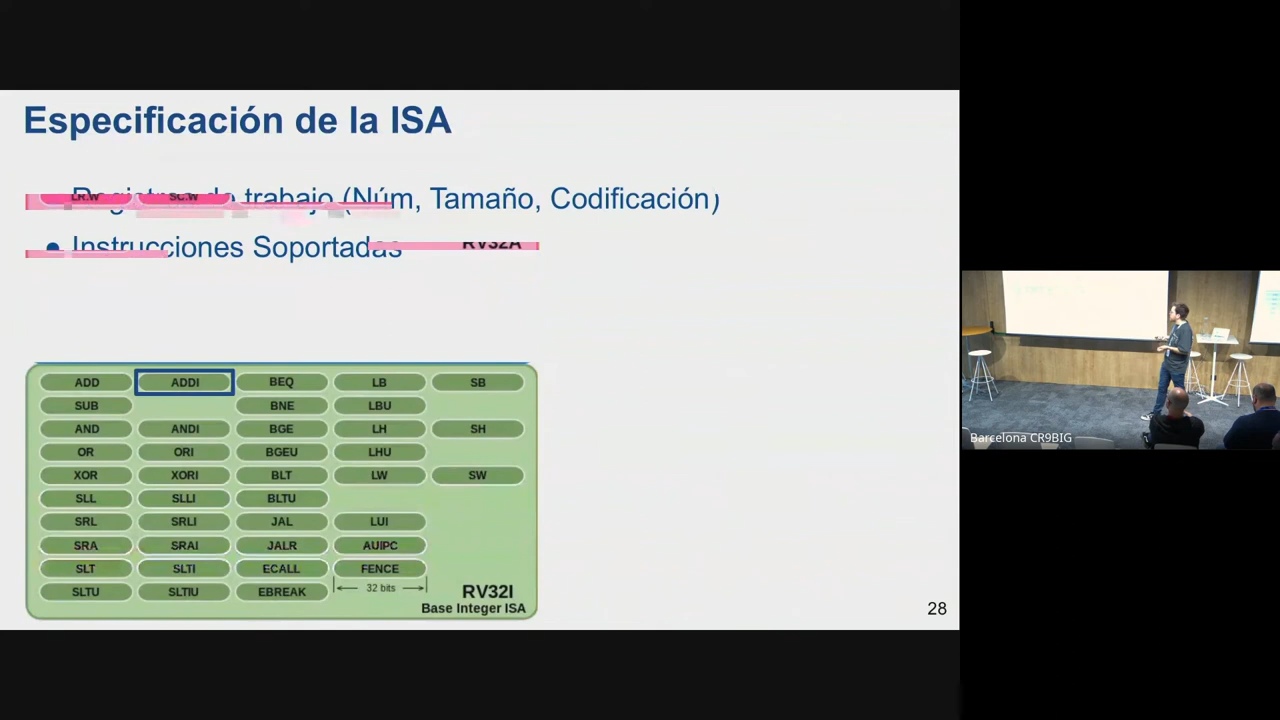 Especificación de la ISA
Registros de trabajo (Núm, Tamaño, Codificación)
LR.W SC.W
● Instrucciones Soportadas
RV32A
ADD ADDI BEQ LB SB
SUB BNE LBU
AND ANDI BGE LH SH
OR ORI BGEU LHU
XOR XORI BLT LW SW
SLL SLLI BLTU
SRL SRLI JAL LUI
SRA SRAI JALR AUIPC
SLT SLTI ECALL FENCE
SLTU SLTIU EBREAK 32 bits
RV32I
Base Integer ISA
28
Barcelona CR9BIG